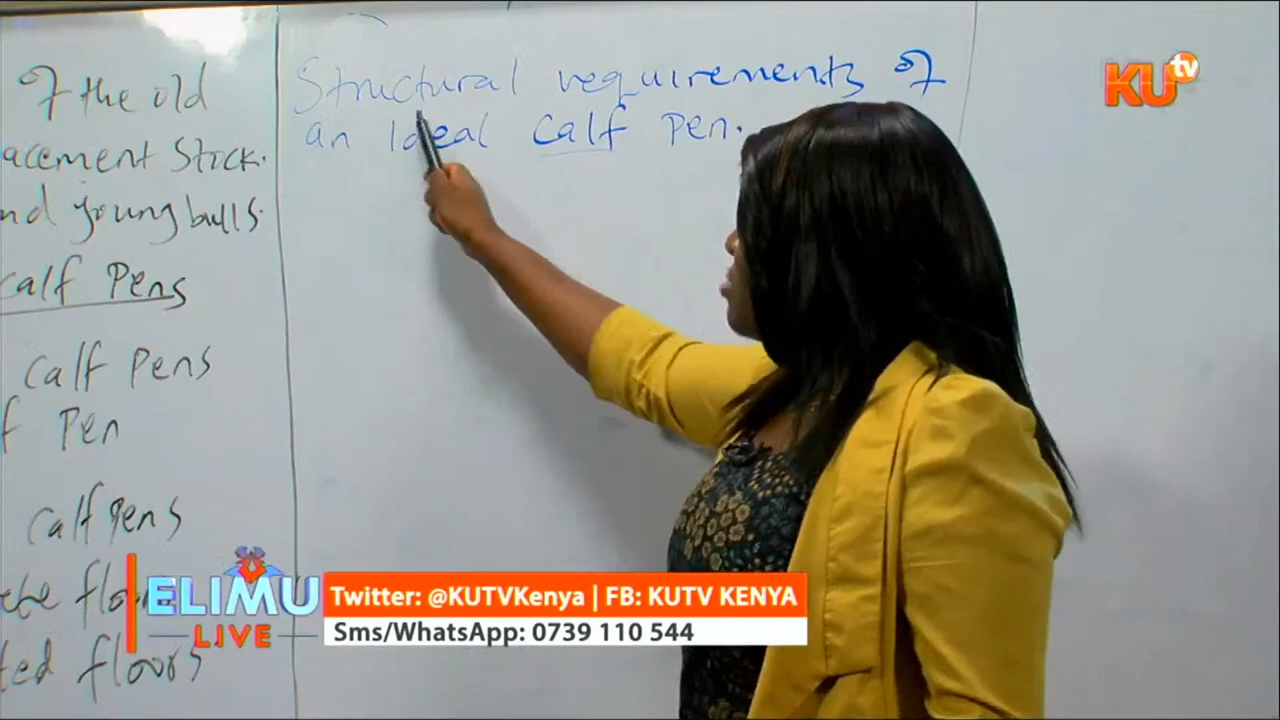 of the old
acement Stock.
nd young bulls.
calf Pens
calf Pens
f Pen
calf Pens
floors
Structural requirements of
an Ideal calf Pen.
KU tv
ELIMU
LIVE
Twitter: @KUTVKenya | FB: KUTV KENYA
Sms/WhatsApp: 0739 110 544